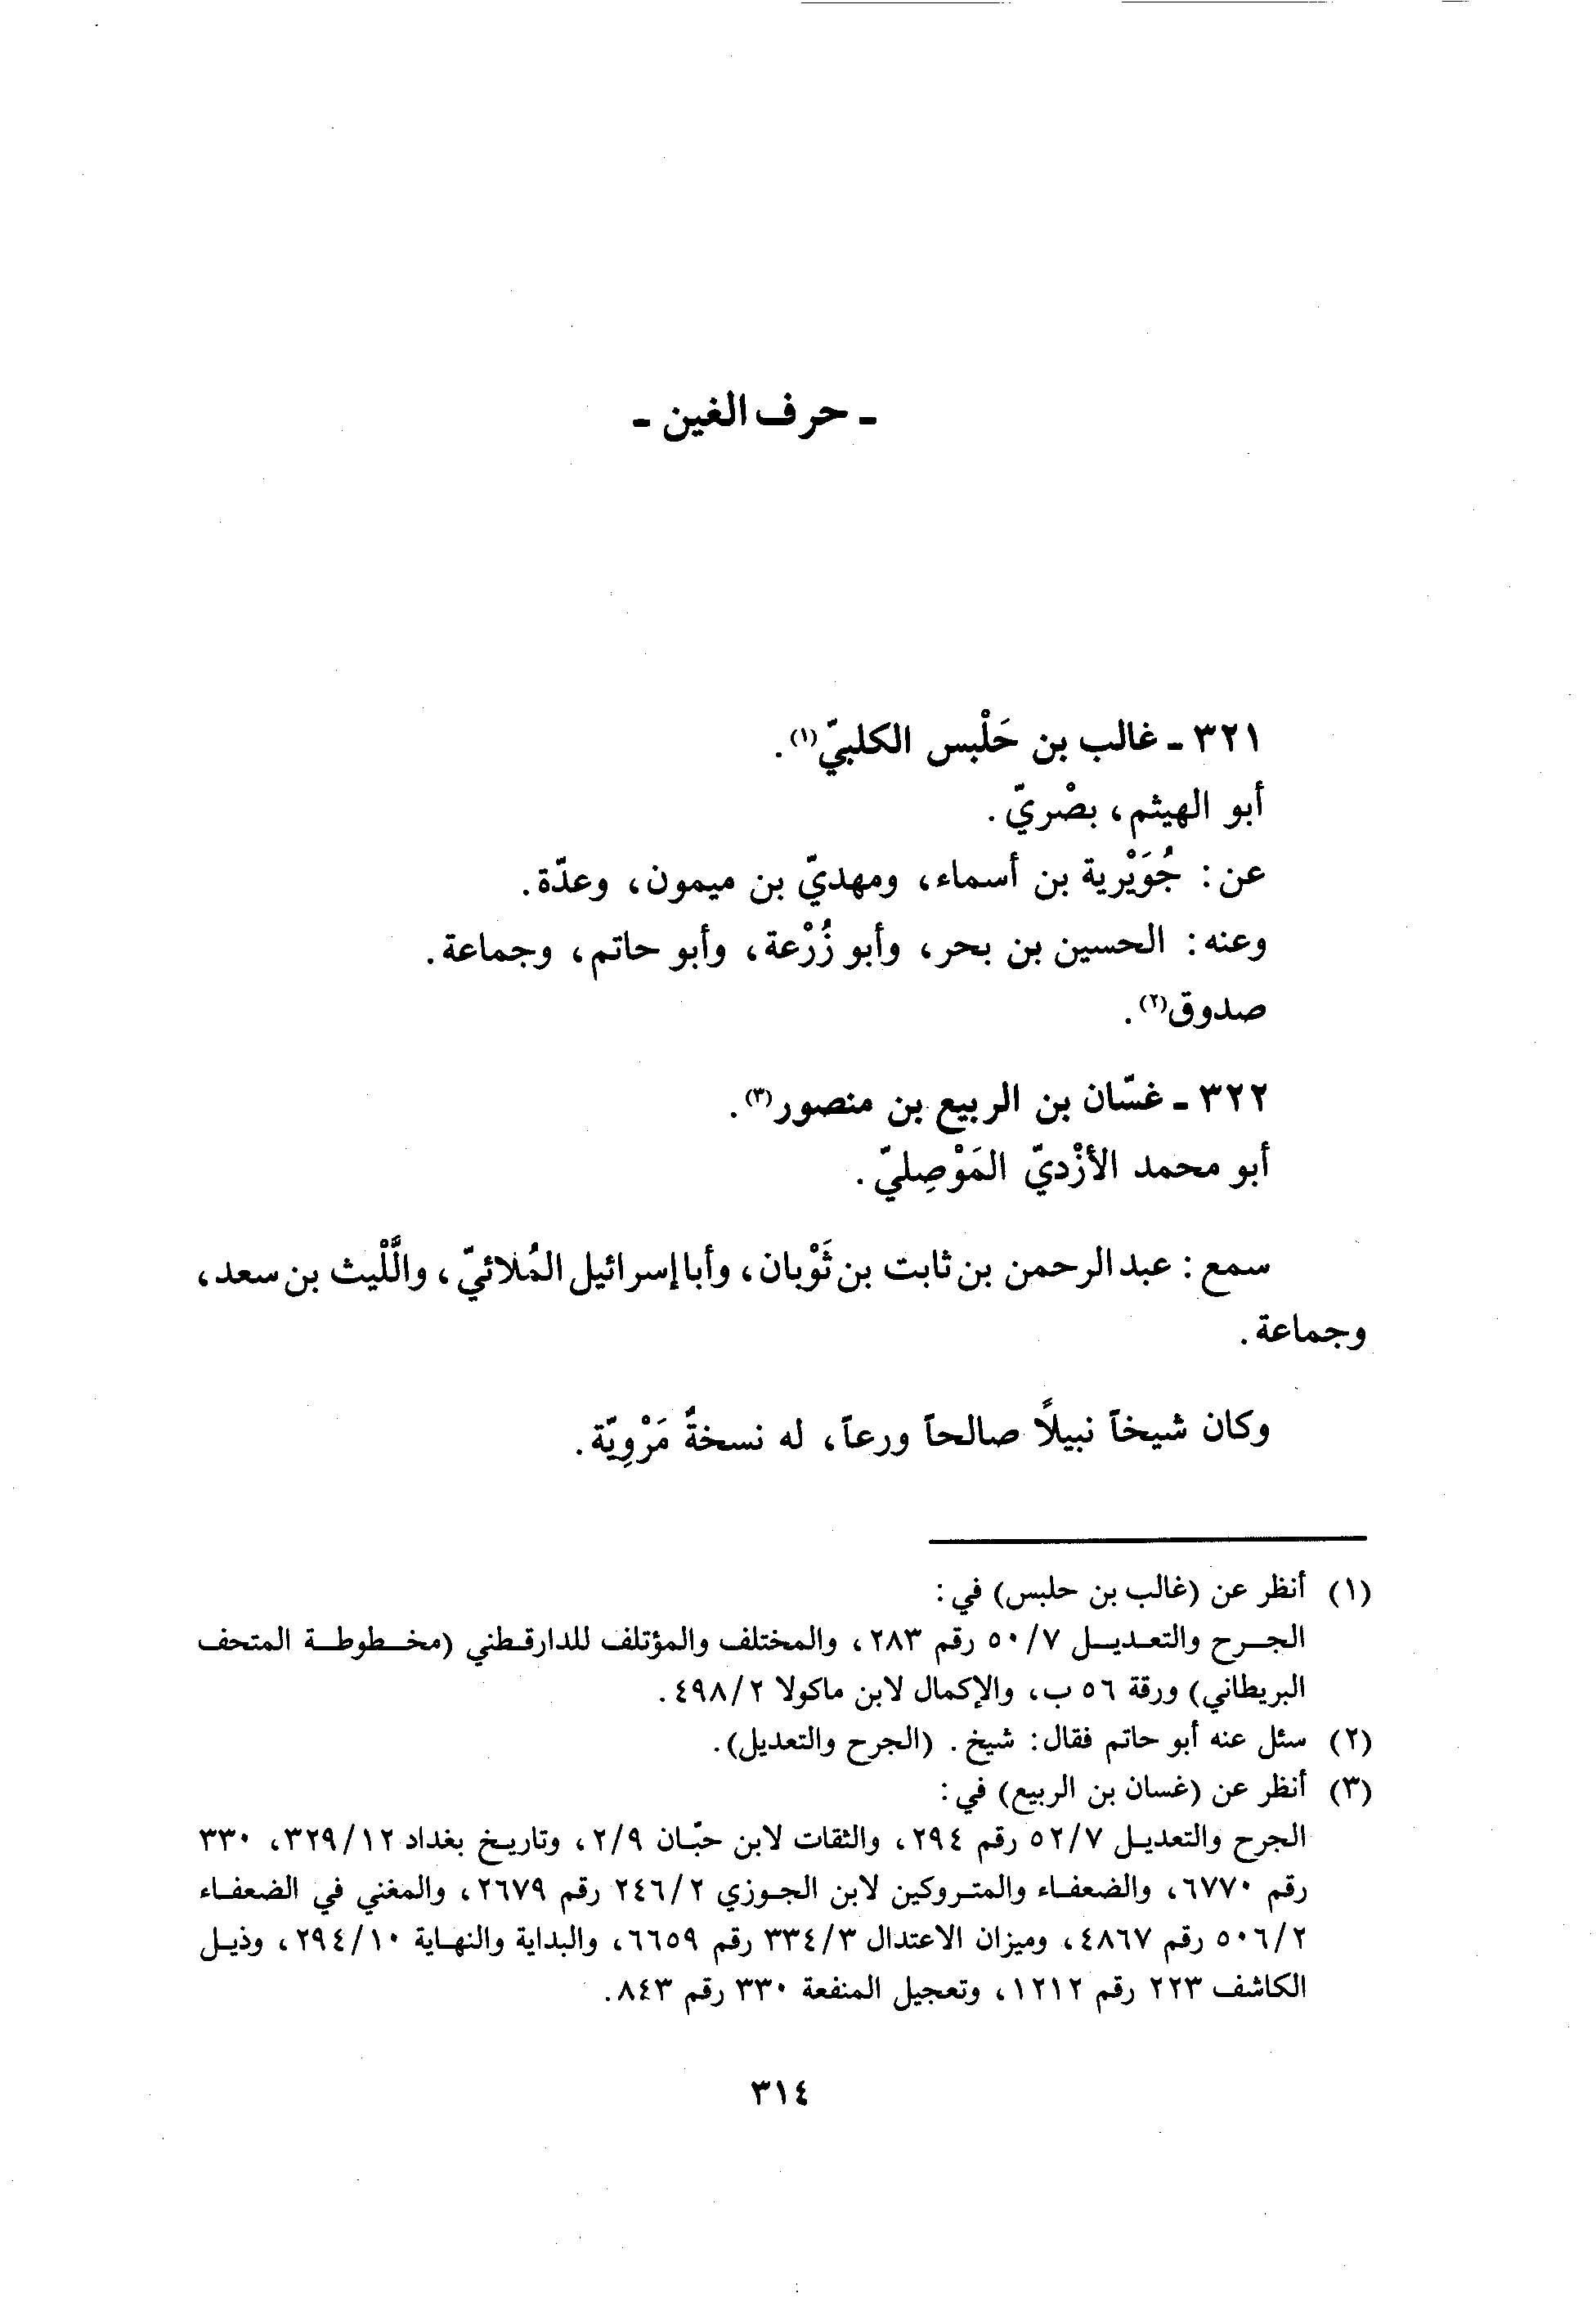 ـ حرف الغين ـ
٣٢١ ـ غالب بن حَلْبس الكلبيّ(١).
أبو الهيثم، بصْريّ.
عن: جُوَيْرية بن أسماء، ومهديّ بن ميمون، وعدّة.
وعنه: الحسين بن بحر، وأبو زُرْعة، وأبو حاتم، وجماعة.
صدوق(٢).
٣٢٢ ـ غسّان بن الربيع بن منصور(٣).
أبو محمد الأزْديّ المَوْصِليّ.
سمع: عبد الرحمن بن ثابت بن ثَوْبان، وأبا إسرائيل المُلائيّ، واللَّيْث بن سعد،
وجماعة.
وكان شيخاً نبيلًا صالحاً ورعاً، له نسخةٌ مَرْوِيّة.
(١) أنظر عن (غالب بن حلبس) في:
الجرح والتعديل ٧/٥٠ رقم ٢٨٣، والمختلف والمؤتلف للدارقطني (مخطوطة المتحف
البريطاني) ورقة ٥٦ ب، والإكمال لابن ماكولا ٢/٤٩٨.
(٢) سئل عنه أبو حاتم فقال: شيخ. (الجرح والتعديل).
(٣) أنظر عن (غسان بن الربيع) في:
الجرح والتعديل ٧/٥٢ رقم ٢٩٤، والثقات لابن حبّان ٢/٩، وتاريخ بغداد ٣٢٩/١٢، ٣٣٠
رقم ٦٧٧٠، والضعفاء والمتروكين لابن الجوزي ٢/٢٤٦ رقم ٢٦٧٩، والمغني في الضعفاء
٢/٥٠٦ رقم ٤٨٦٧، وميزان الاعتدال ٣/٣٣٤ رقم ٦٦٥٩، والبداية والنهاية ٢٩٤/١٠، وذيل
الكاشف ٢٢٣ رقم ١٢١٢، وتعجيل المنفعة ٣٣٠ رقم ٨٤٣.
٣١٤